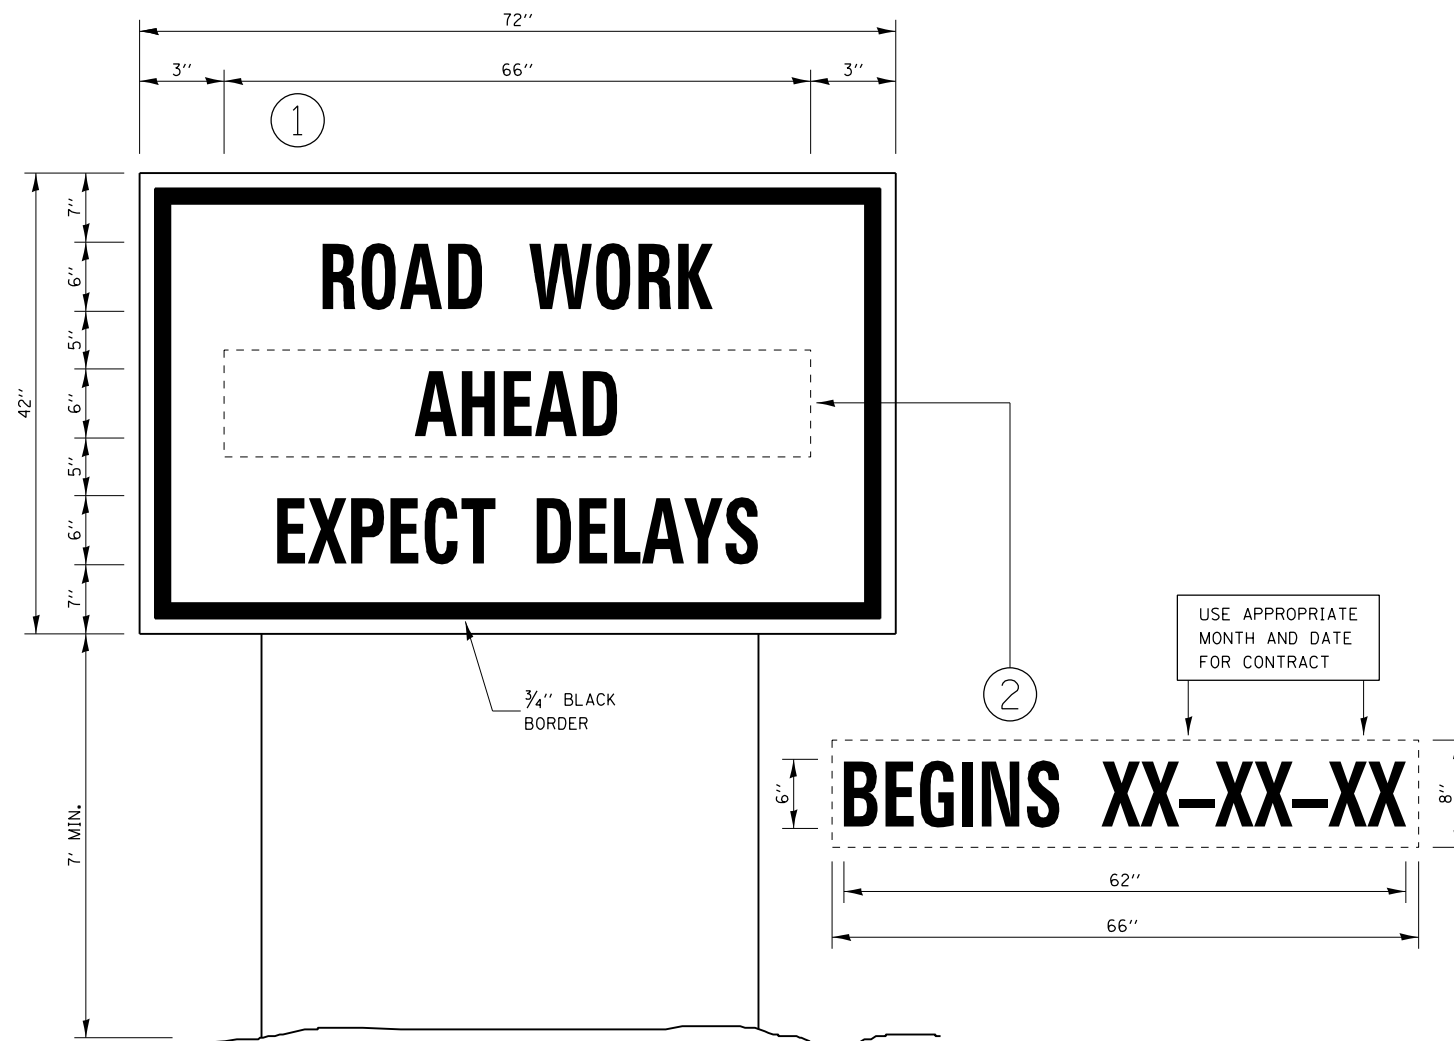 72''
3'' 66'' 3''
1
7''
6''
5''
6''
5''
6''
7''
42''
ROAD WORK
AHEAD
EXPECT DELAYS
3/4'' BLACK
BORDER
7' MIN.
2
USE APPROPRIATE
MONTH AND DATE
FOR CONTRACT
6''
BEGINS XX-XX-XX
8''
62''
66''